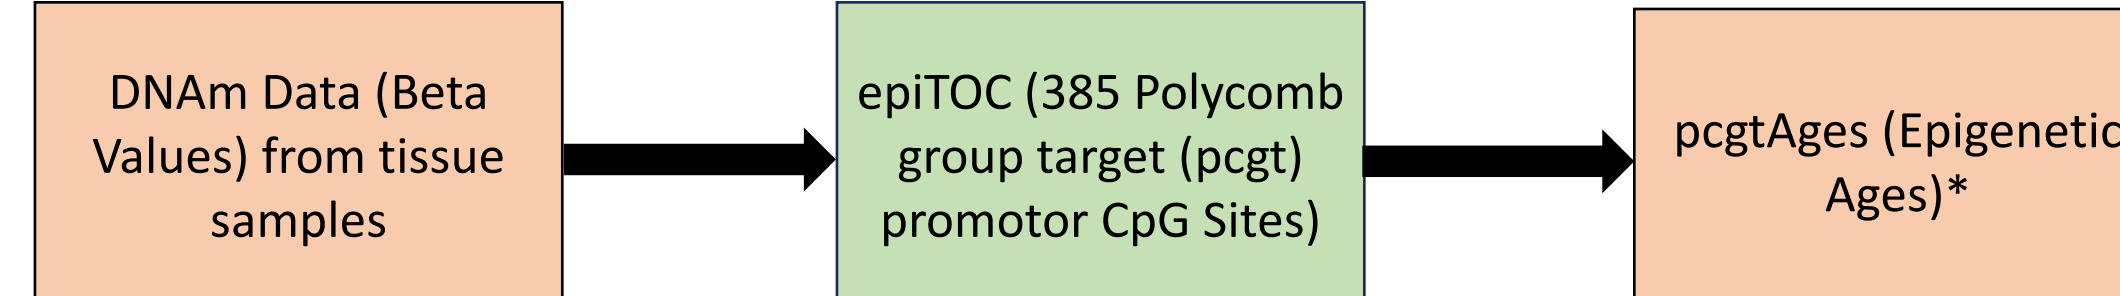 DNAm Data (Beta
Values) from tissue
samples
epiTOC (385 Polycomb
group target (pcgt)
promotor CpG Sites)
pcgtAges (Epigenetic
Ages)*